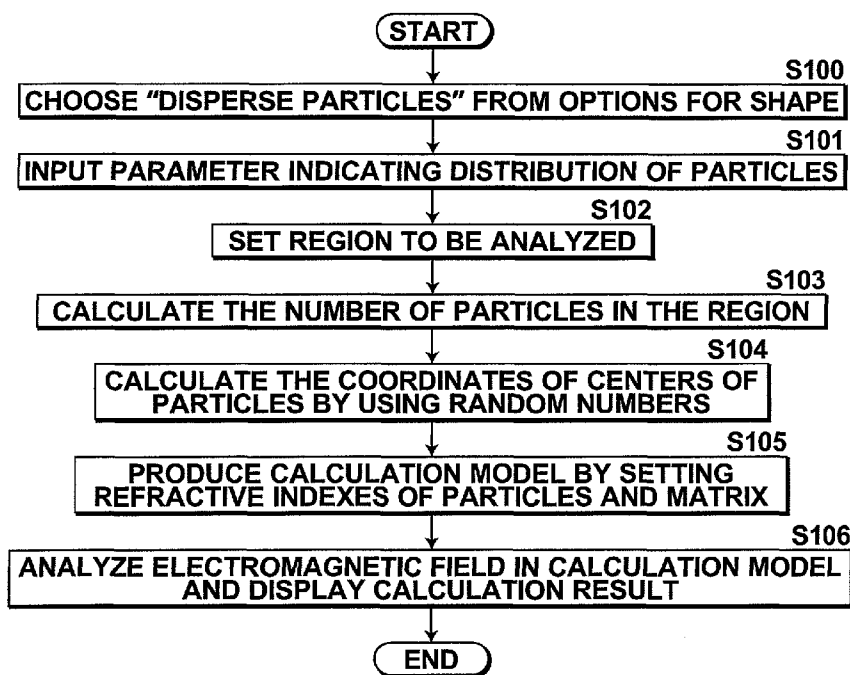 START
S100
CHOOSE “DISPERSE PARTICLES” FROM OPTIONS FOR SHAPE
S101
INPUT PARAMETER INDICATING DISTRIBUTION OF PARTICLES
S102
SET REGION TO BE ANALYZED
S103
CALCULATE THE NUMBER OF PARTICLES IN THE REGION
S104
CALCULATE THE COORDINATES OF CENTERS OF
PARTICLES BY USING RANDOM NUMBERS
S105
PRODUCE CALCULATION MODEL BY SETTING
REFRACTIVE INDEXES OF PARTICLES AND MATRIX
S106
ANALYZE ELECTROMAGNETIC FIELD IN CALCULATION MODEL
AND DISPLAY CALCULATION RESULT
END